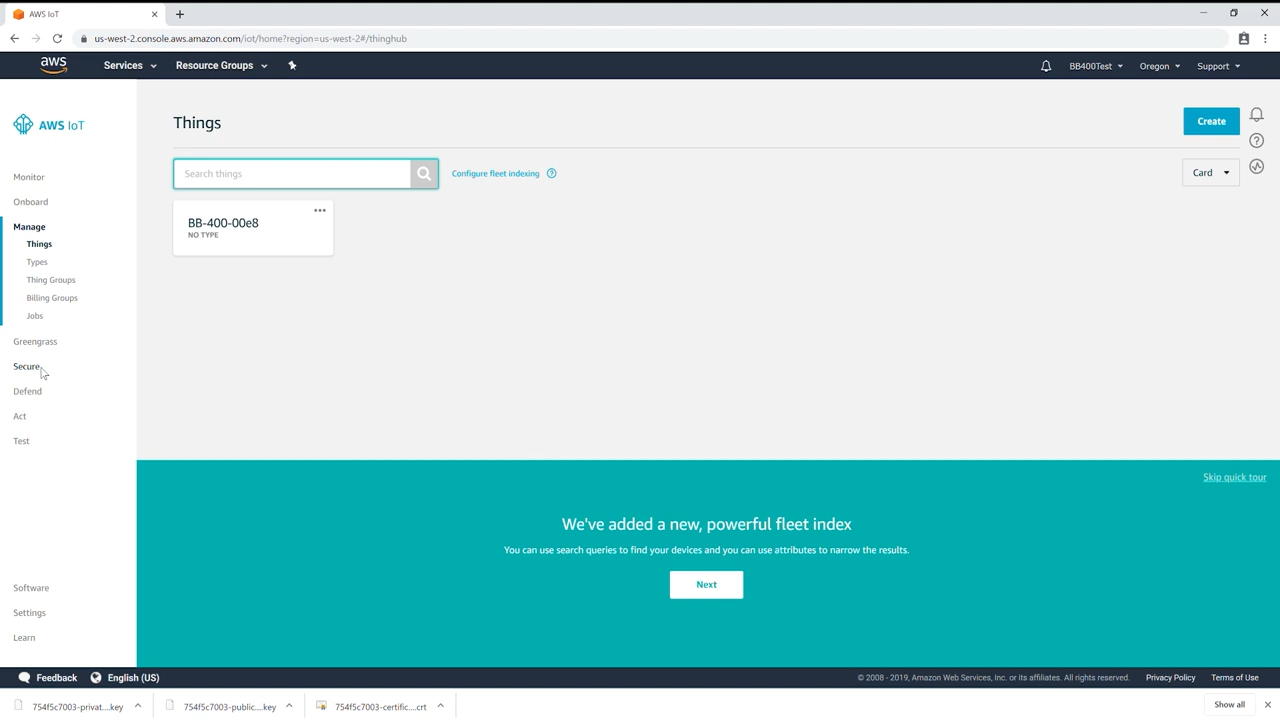 AWS IoT
us-west-2.console.aws.amazon.com/iot/home?region=us-west-2#/thinghub
aws
Services
Resource Groups
BB400Test
Oregon
Support
AWS IoT
Monitor
Onboard
Manage
Things
Types
Thing Groups
Billing Groups
Jobs
Greengrass
Secure
Defend
Act
Test
Software
Settings
Learn
Things
Create
Search things
Configure fleet indexing
Card
BB-400-00e8
NO TYPE
Skip quick tour
We've added a new, powerful fleet index
You can use search queries to find your devices and you can use attributes to narrow the results.
Next
Feedback
English (US)
© 2008 - 2019, Amazon Web Services, Inc. or its affiliates. All rights reserved.
Privacy Policy
Terms of Use
754f5c7003-privat....key
754f5c7003-public....key
754f5c7003-certific....crt
Show all